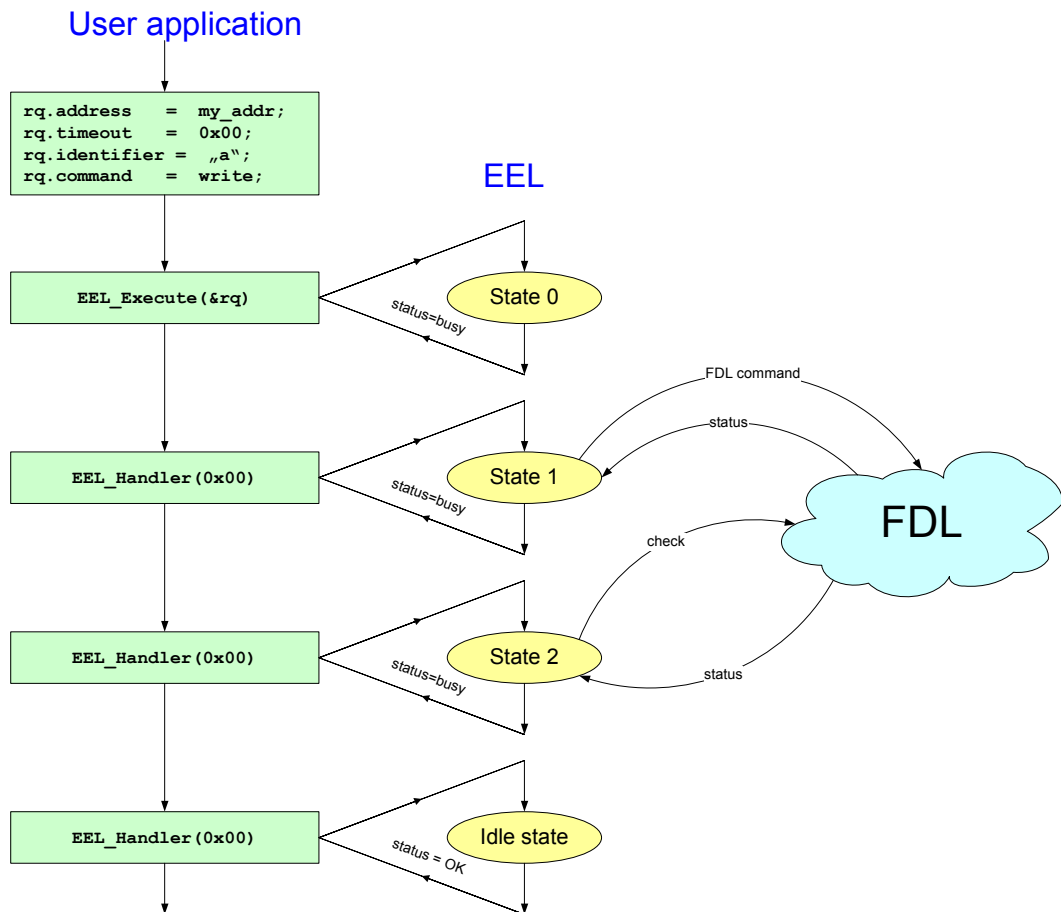 User application
rq.address   =  my_addr;
rq.timeout   =  0x00;
rq.identifier =  „a“;
rq.command   =  write;
EEL
EEL_Execute(&rq)
State 0
status=busy
FDL command
status
EEL_Handler(0x00)
State 1
status=busy
FDL
check
EEL_Handler(0x00)
State 2
status=busy
status
EEL_Handler(0x00)
Idle state
status = OK